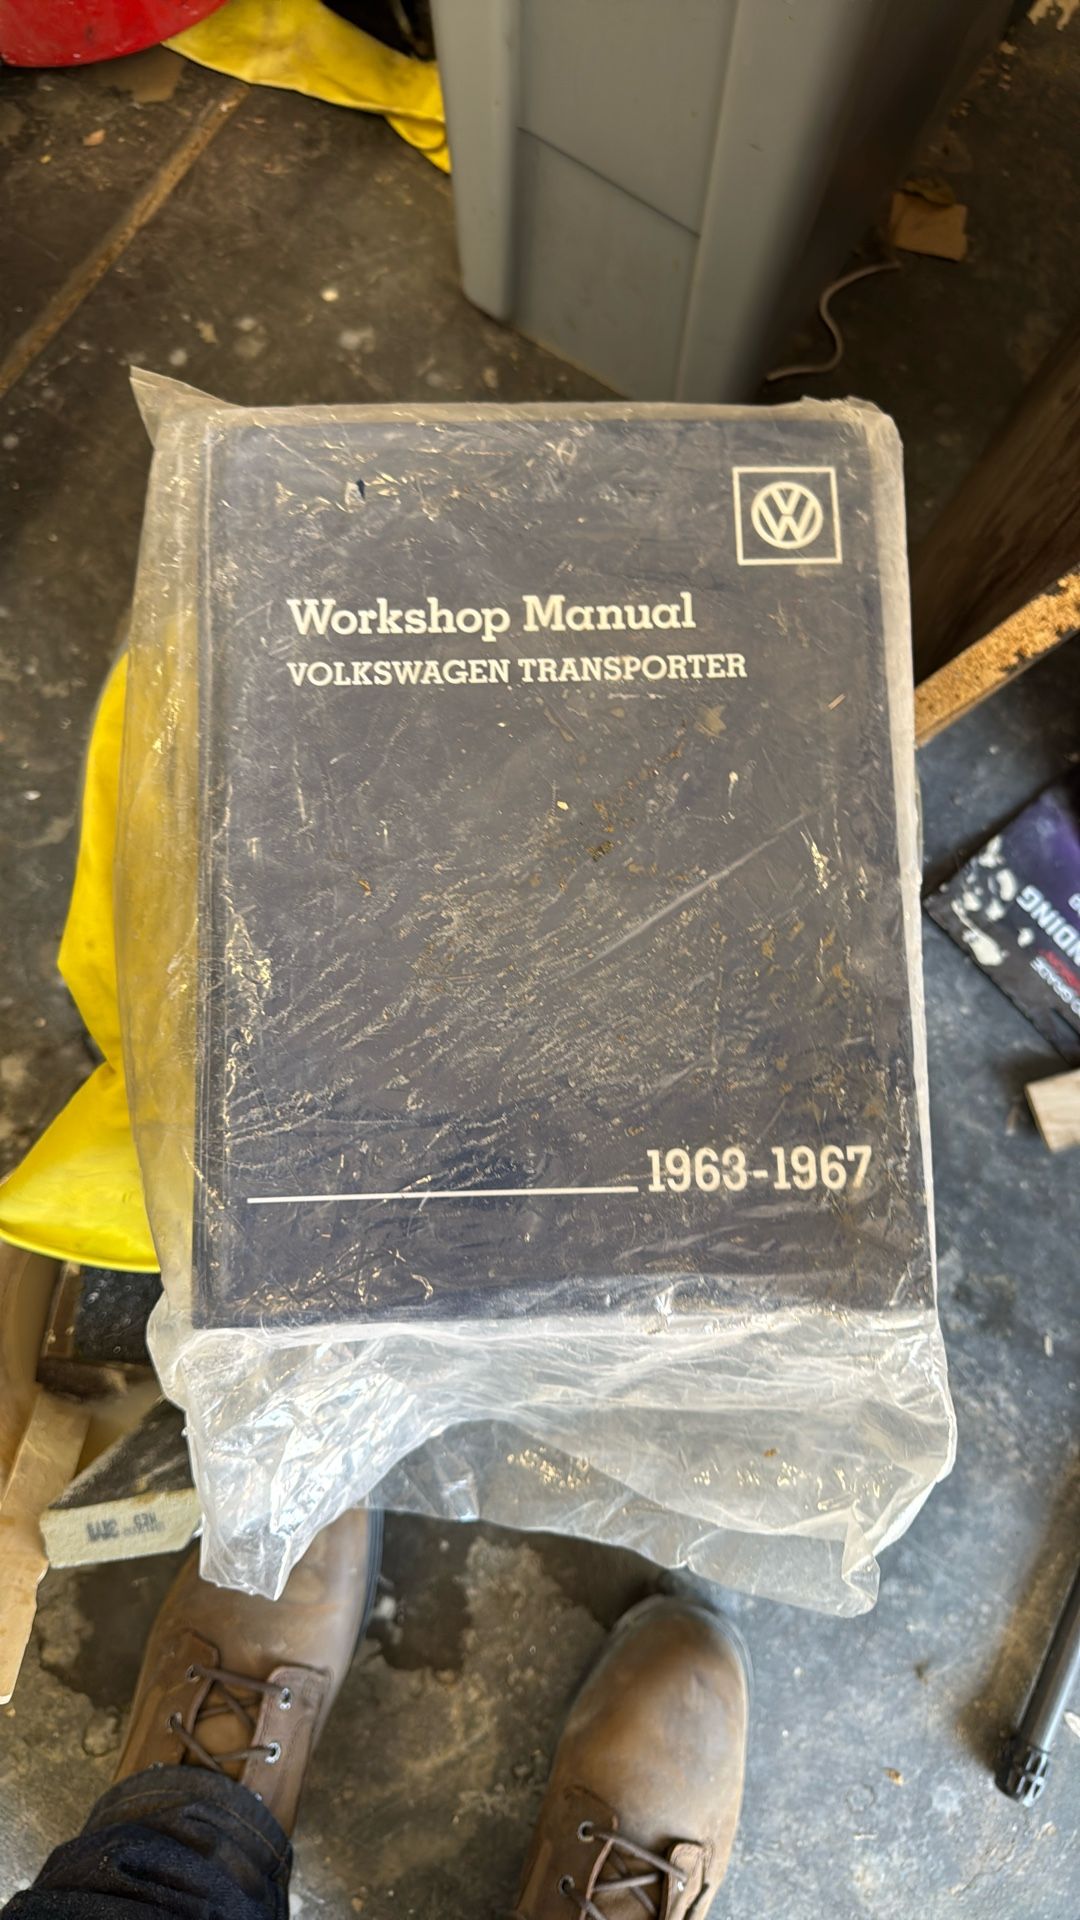 Workshop Manual
VOLKSWAGEN TRANSPORTER
1963-1967